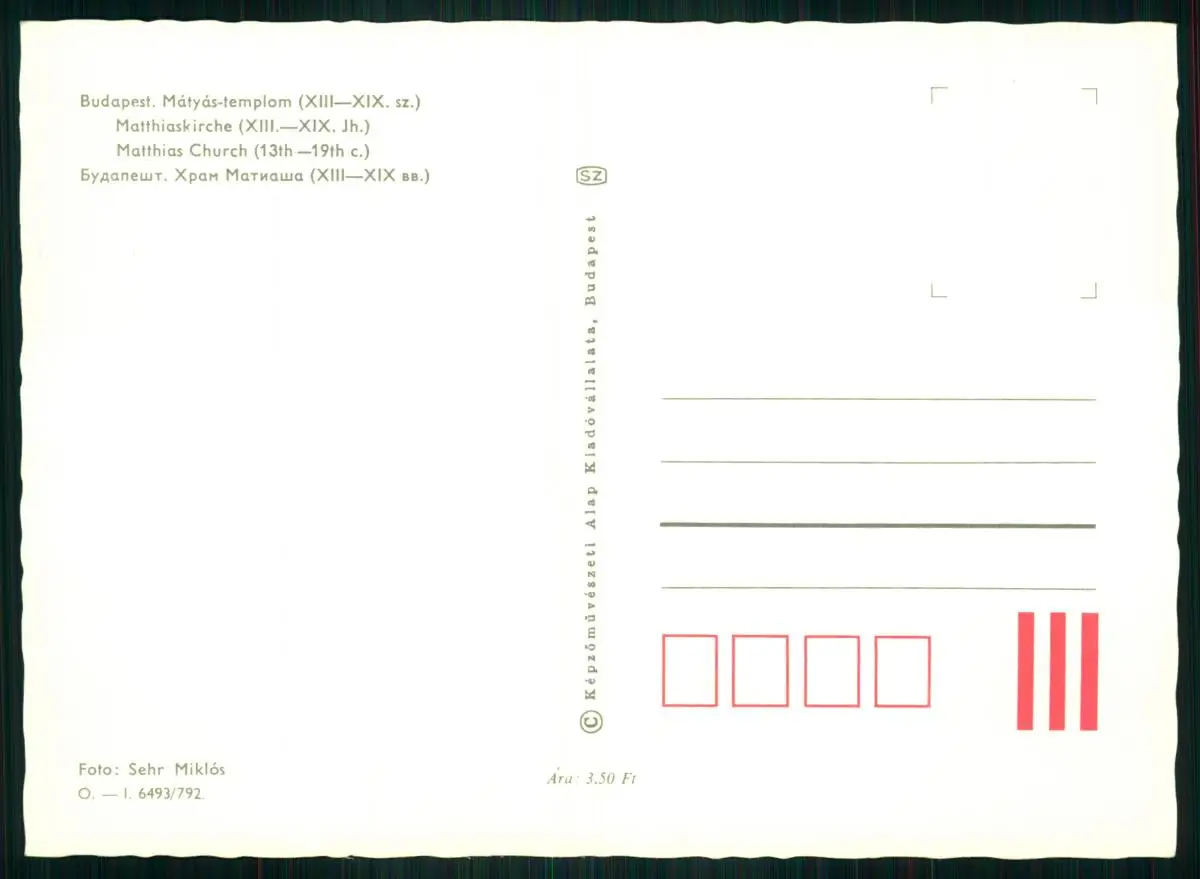 Budapest. Mátyás-templom (XIII—XIX. sz.)
Matthiaskirche (XIII.—XIX. Jh.)
Matthias Church (13th—19th c.)
Будапешт. Храм Матиаша (XIII—XIX вв.)
SZ
© Képzőművészeti Alap Kiadóvállalata, Budapest
Foto: Sehr Miklós
O. — I. 6493/792.
Ára: 3.50 Ft